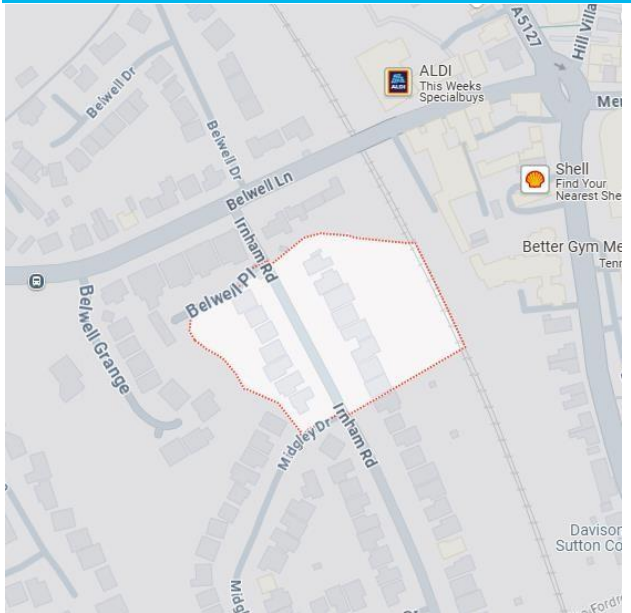 A5127
Hill Villa
ALDI
This Weeks
Specialbuys
Belwell Dr
Belwell Dr
Mer
Belwell Ln
Shell
Find Your
Nearest She
Irnham Rd
Better Gym Me
Tenn
Belwell Pl
Belwell Grange
Midgley Dr
Irnham Rd
Davison
Sutton Co
Midg
Fordro